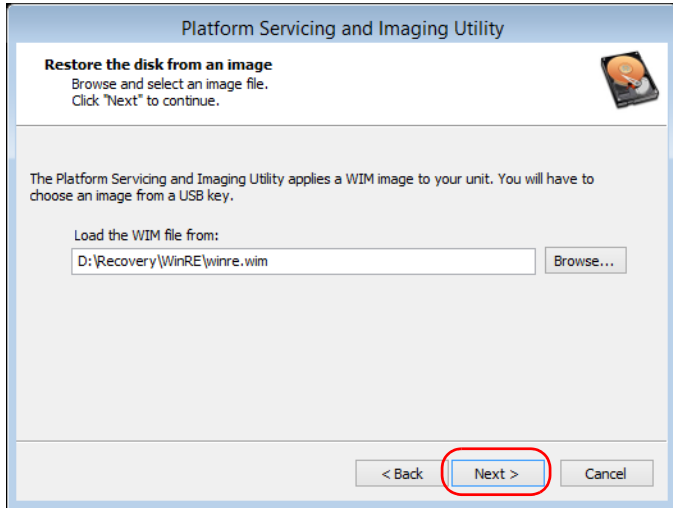 Platform Servicing and Imaging Utility
Restore the disk from an image
Browse and select an image file.
Click "Next" to continue.
The Platform Servicing and Imaging Utility applies a WIM image to your unit. You will have to
choose an image from a USB key.
Load the WIM file from:
D:\Recovery\WinRE\winre.wim
Browse...
< Back
Next >
Cancel